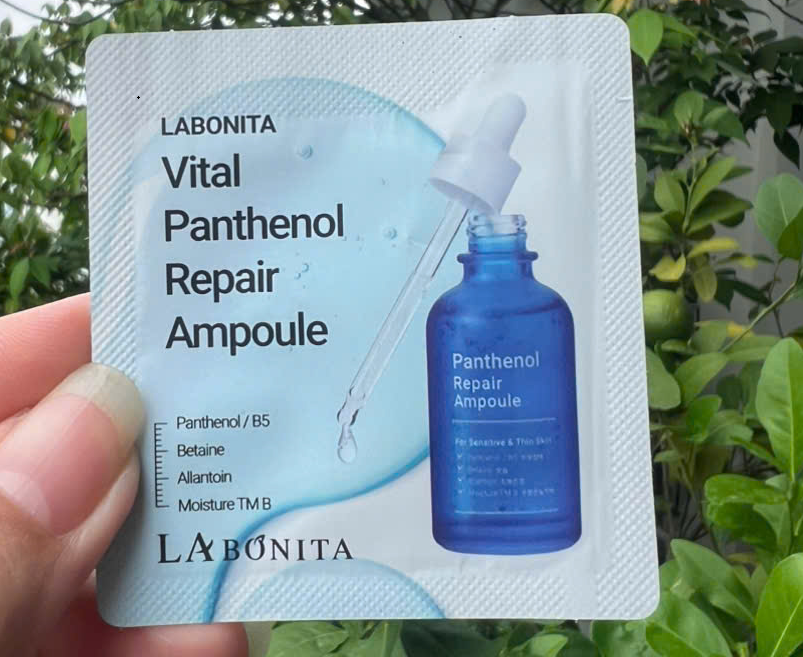 LABONITA
Vital
Panthenol
Repair
Ampoule
Panthenol / B5
Betaine
Allantoin
Moisture TM B
LABONITA
Panthenol
Repair
Ampoule
For Sensitive & Thin Skin